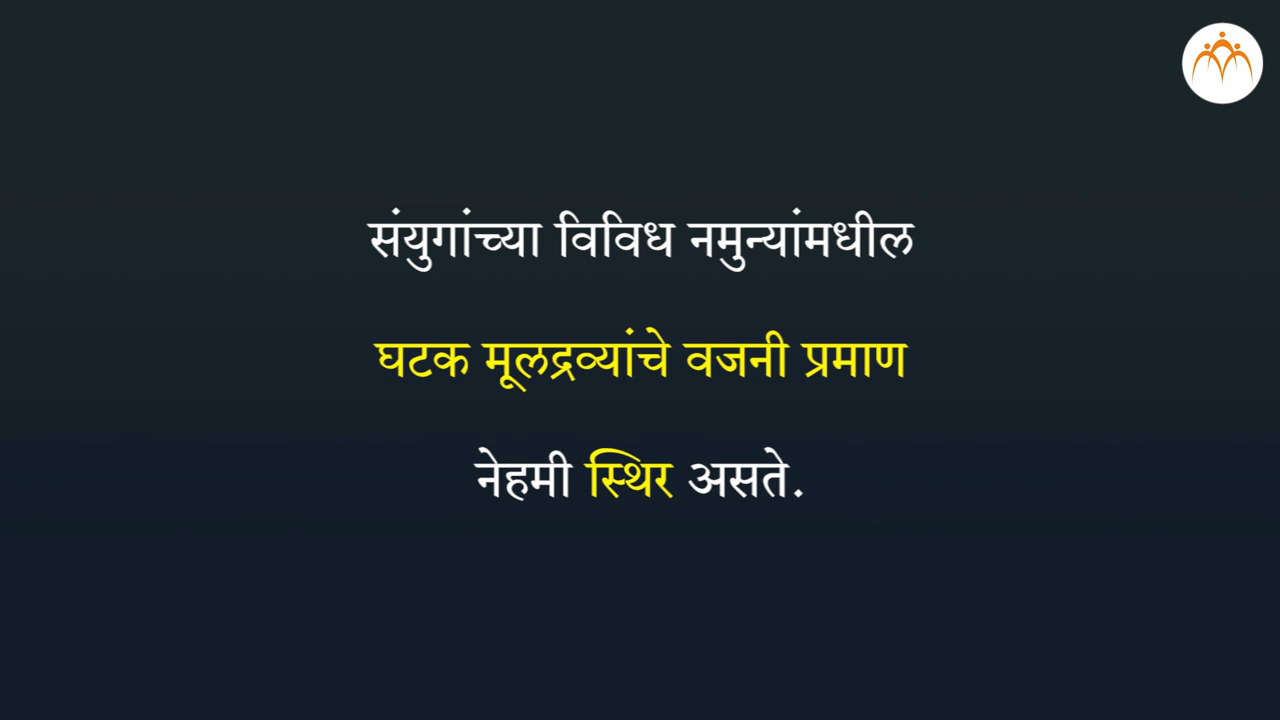 संयुगांच्या विविध नमुन्यांमधील
घटक मूलद्रव्यांचे वजनी प्रमाण
नेहमी स्थिर असते.